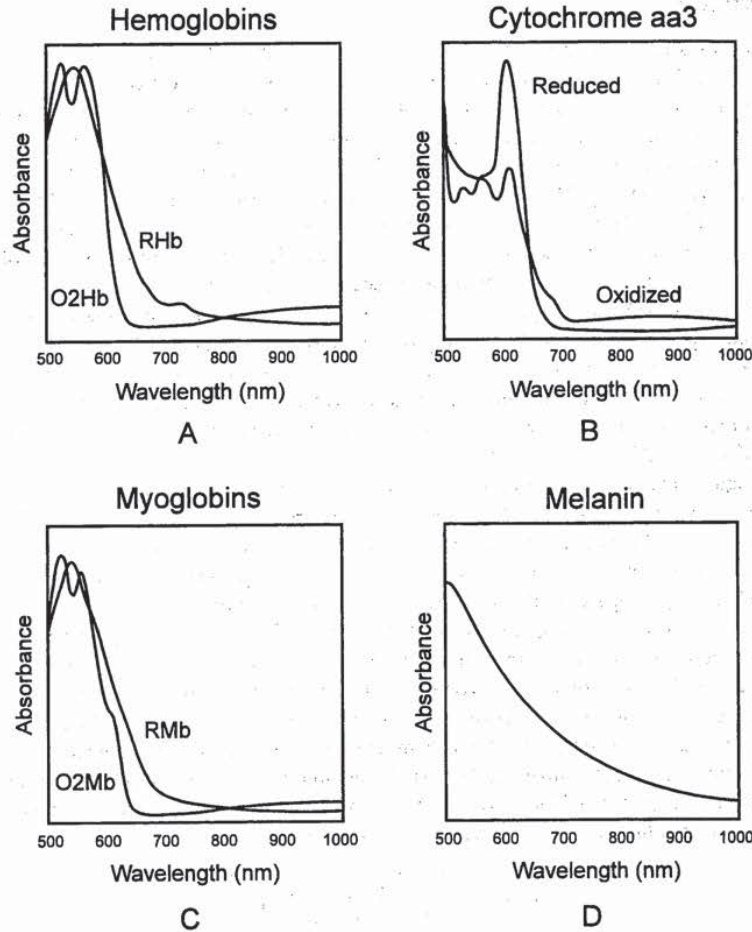 Hemoglobins
Absorbance
RHb
O2Hb
500 600 700 800 900 1000
Wavelength (nm)
A
Cytochrome aa3
Absorbance
Reduced
Oxidized
500 600 700 800 900 1000
Wavelength (nm)
B
Myoglobins
Absorbance
RMb
O2Mb
500 600 700 800 900 1000
Wavelength (nm)
C
Melanin
Absorbance
500 600 700 800 900 1000
Wavelength (nm)
D